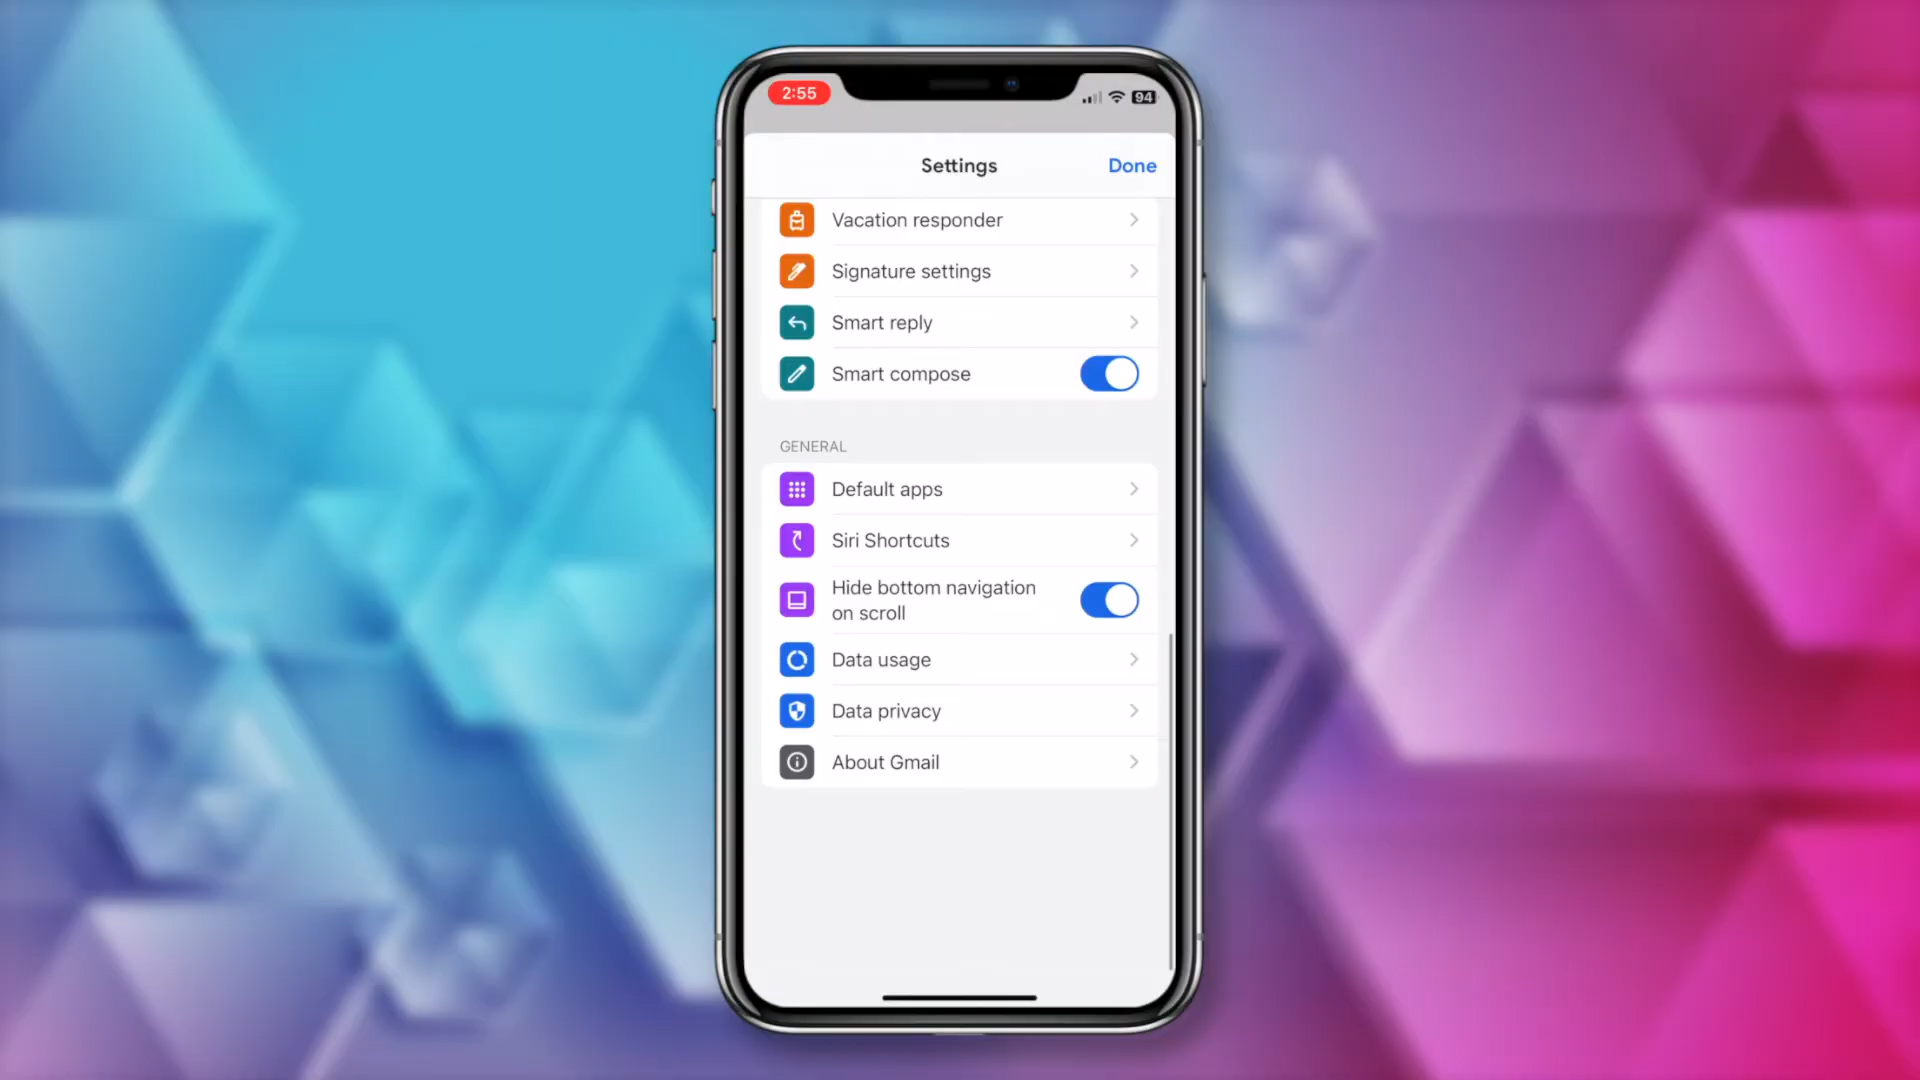 2:55
94
Settings
Done
Vacation responder
Signature settings
Smart reply
Smart compose
GENERAL
Default apps
Siri Shortcuts
Hide bottom navigation
on scroll
Data usage
Data privacy
About Gmail